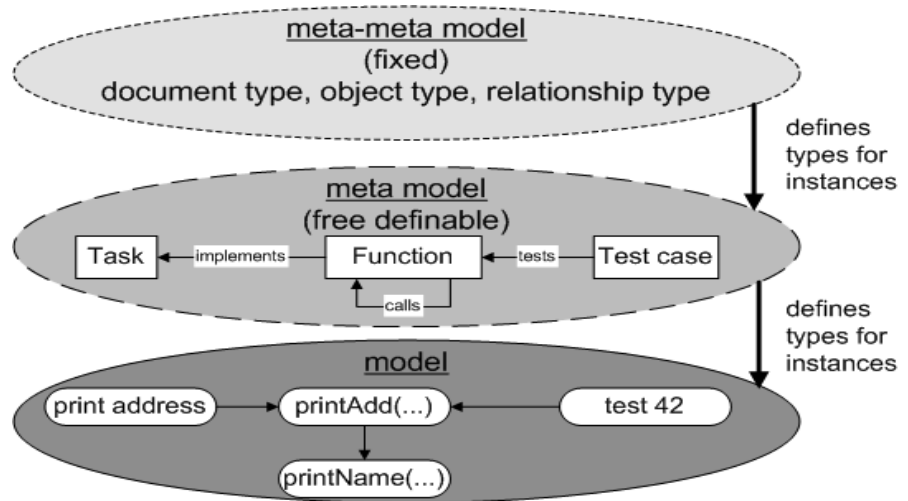 meta-meta model
(fixed)
document type, object type, relationship type
defines
types for
instances
meta model
(free definable)
Task
implements
Function
tests
Test case
calls
defines
types for
instances
model
print address
printAdd(...)
test 42
printName(...)